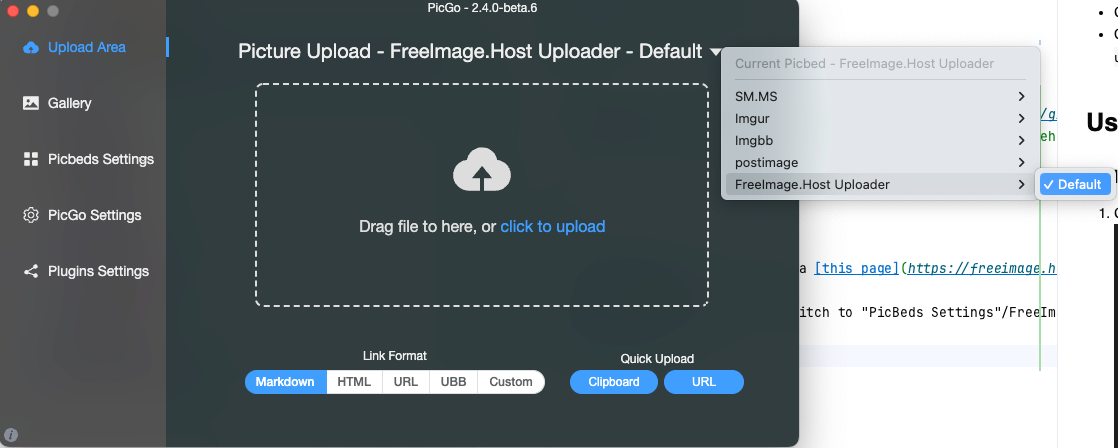 PicGo - 2.4.0-beta.6
Upload Area
Gallery
Picbeds Settings
PicGo Settings
Plugins Settings
Picture Upload - FreeImage.Host Uploader - Default
Drag file to here, or click to upload
Link Format
Markdown HTML URL UBB Custom
Quick Upload
Clipboard URL
Current Picbed - FreeImage.Host Uploader
SM.MS
Imgur
Imgbb
postimage
FreeImage.Host Uploader
✓ Default
Us
1.
a [this page](https://freeimage.h
itch to "PicBeds Settings"/FreeIm